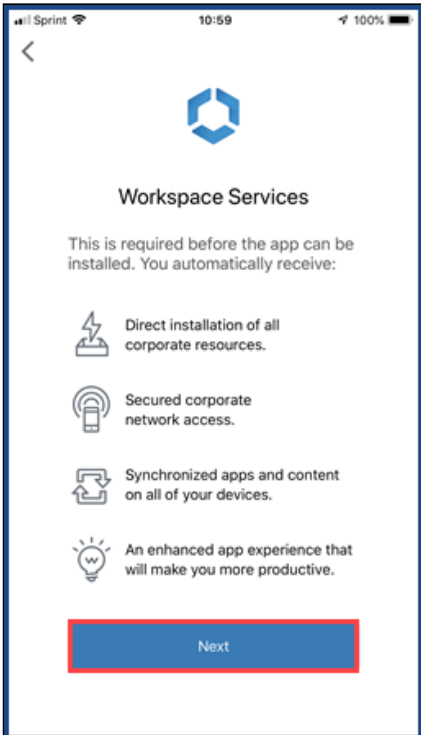 Sprint 10:59 100%
Workspace Services
This is required before the app can be
installed. You automatically receive:
Direct installation of all
corporate resources.
Secured corporate
network access.
Synchronized apps and content
on all of your devices.
An enhanced app experience that
will make you more productive.
Next